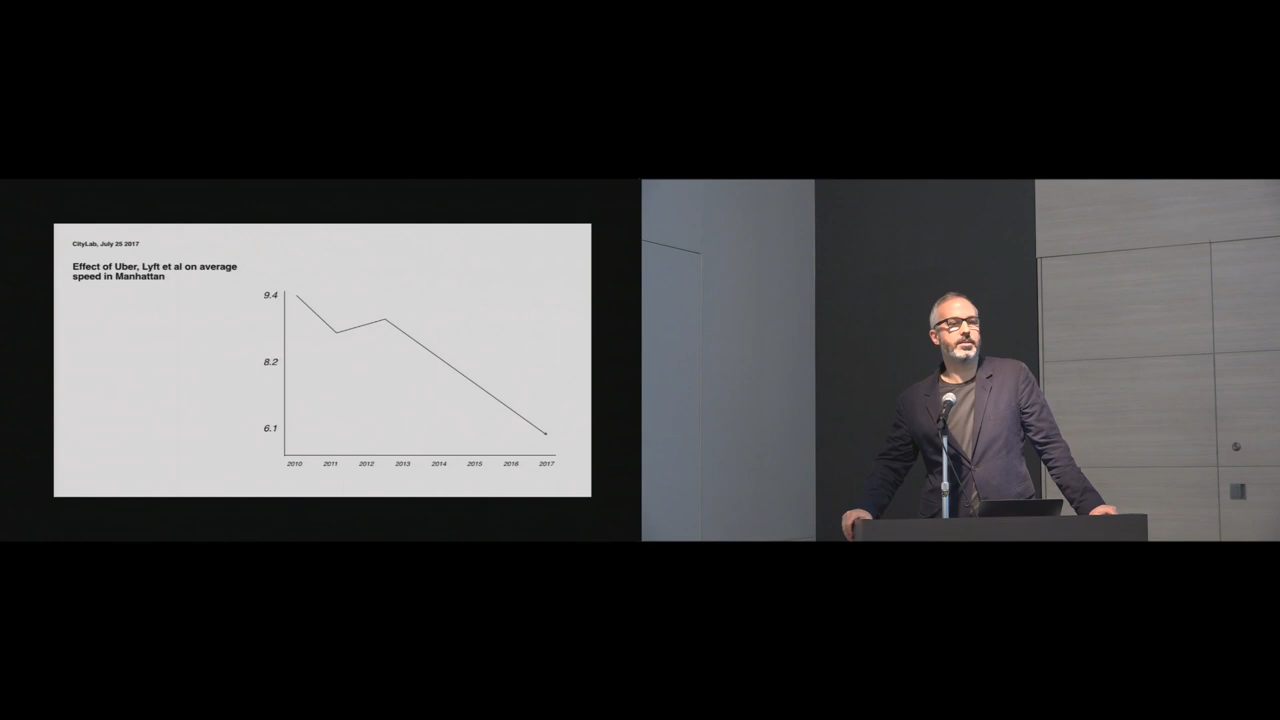 CityLab, July 25 2017
Effect of Uber, Lyft et al on average
speed in Manhattan
9.4
8.2
6.1
2010 2011 2012 2013 2014 2015 2016 2017